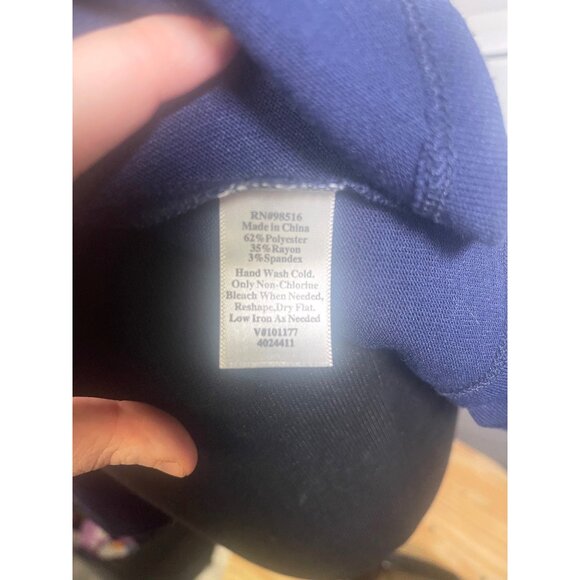 RN#98516
Made in China
62%Polyester
35%Rayon
3%Spandex
Hand Wash Cold.
Only Non-Chlorine
Bleach When Needed,
Reshape,Dry Flat.
Low Iron As Needed
V#101177
4024411